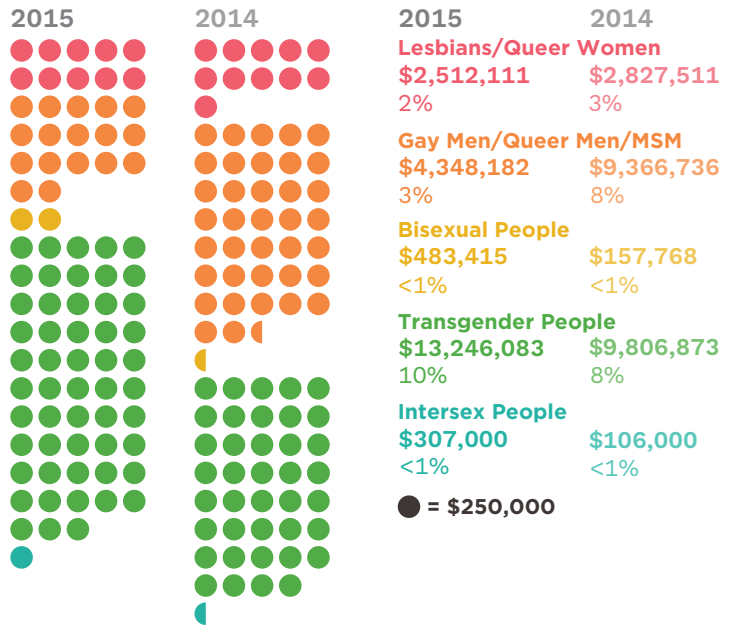 2015 2014 2015 2014
Lesbians/Queer Women
$2,512,111 $2,827,511
2% 3%
Gay Men/Queer Men/MSM
$4,348,182 $9,366,736
3% 8%
Bisexual People
$483,415 $157,768
<1% <1%
Transgender People
$13,246,083 $9,806,873
10% 8%
Intersex People
$307,000 $106,000
<1% <1%
= $250,000